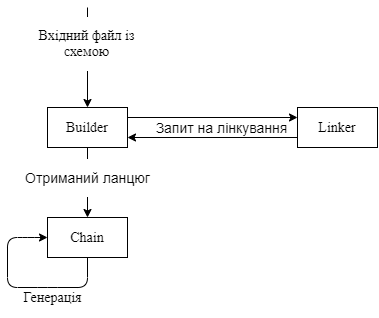 Вхідний файл із
схемою
Builder
Запит на лінкування
Linker
Отриманий ланцюг
Chain
Генерація